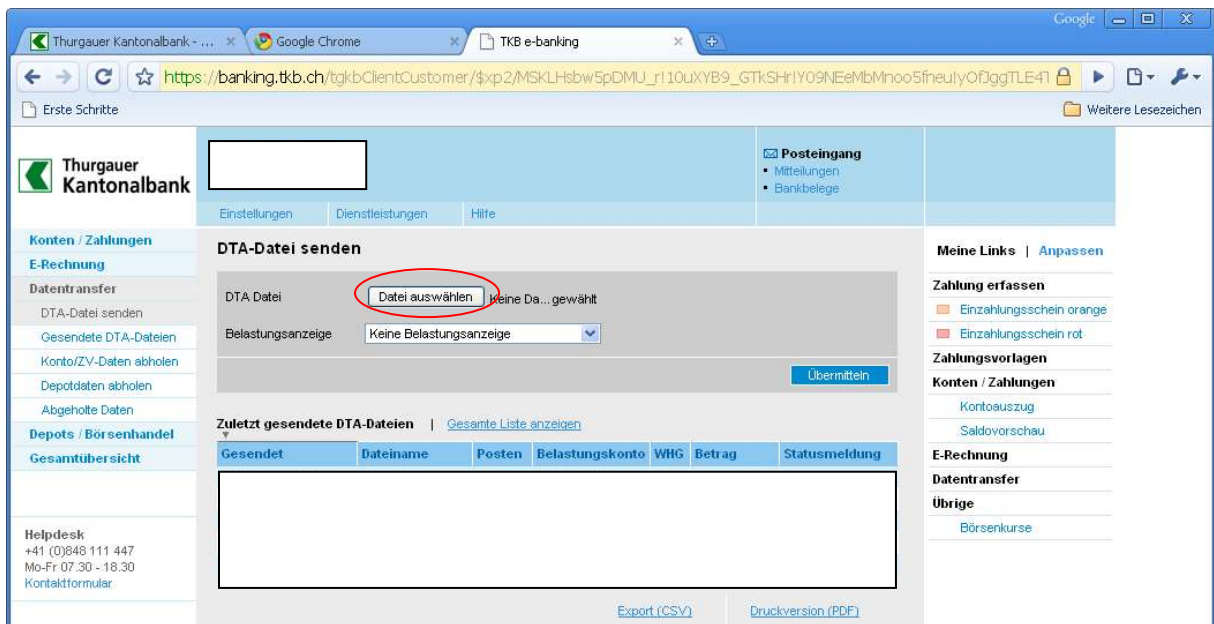 Google
Thurgauer Kantonalbank - ...
Google Chrome
TKB e-banking
https://banking.tkb.ch/tgkbClientCustomer/
Erste Schritte
Weitere Lesezeichen
Thurgauer
Kantonalbank
Posteingang
Mitteilungen
Bankbelege
Einstellungen Dienstleistungen Hilfe
Konten / Zahlungen
E-Rechnung
Datentransfer
DTA-Datei senden
Gesendete DTA-Dateien
Konto/ZV-Daten abholen
Depotdaten abholen
Abgeholte Daten
Depots / Börsenhandel
Gesamtübersicht
Helpdesk
+41 (0)848 111 447
Mo-Fr 07.30 - 18.30
Kontaktformular
DTA-Datei senden
DTA Datei Datei auswählen Keine Da...gewählt
Belastungsanzeige Keine Belastungsanzeige
Übermitteln
Zuletzt gesendete DTA-Dateien | Gesamte Liste anzeigen
Gesendet Dateiname Posten Belastungskonto WHG Betrag Statusmeldung
Export (CSV) Druckversion (PDF)
Meine Links | Anpassen
Zahlung erfassen
Einzahlungsschein orange
Einzahlungsschein rot
Zahlungsvorlagen
Konten / Zahlungen
Kontoauszug
Saldovorschau
E-Rechnung
Datentransfer
Übrige
Börsenkurse